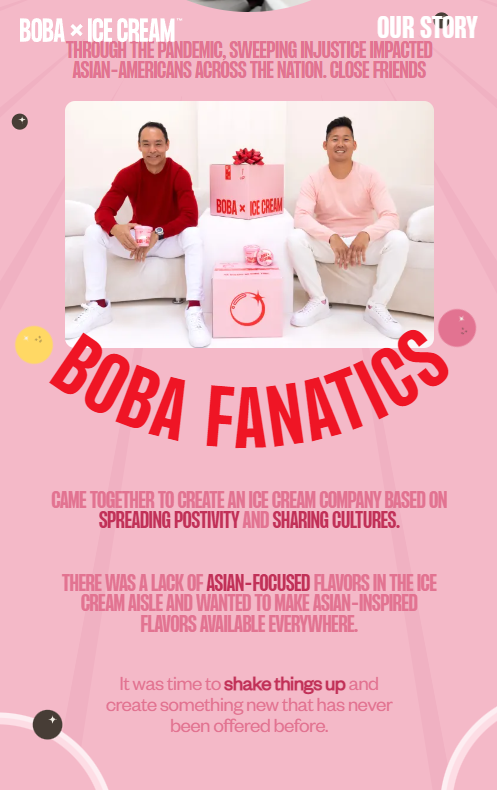 BOBA × ICE CREAM™
OUR STORY
THROUGH THE PANDEMIC, SWEEPING INJUSTICE IMPACTED
ASIAN-AMERICANS ACROSS THE NATION. CLOSE FRIENDS
BOBA × ICE CREAM
BOBA FANATICS
CAME TOGETHER TO CREATE AN ICE CREAM COMPANY BASED ON
SPREADING POSTIVITY AND SHARING CULTURES.
THERE WAS A LACK OF ASIAN-FOCUSED FLAVORS IN THE ICE
CREAM AISLE AND WANTED TO MAKE ASIAN-INSPIRED
FLAVORS AVAILABLE EVERYWHERE.
It was time to shake things up and
create something new that has never
been offered before.